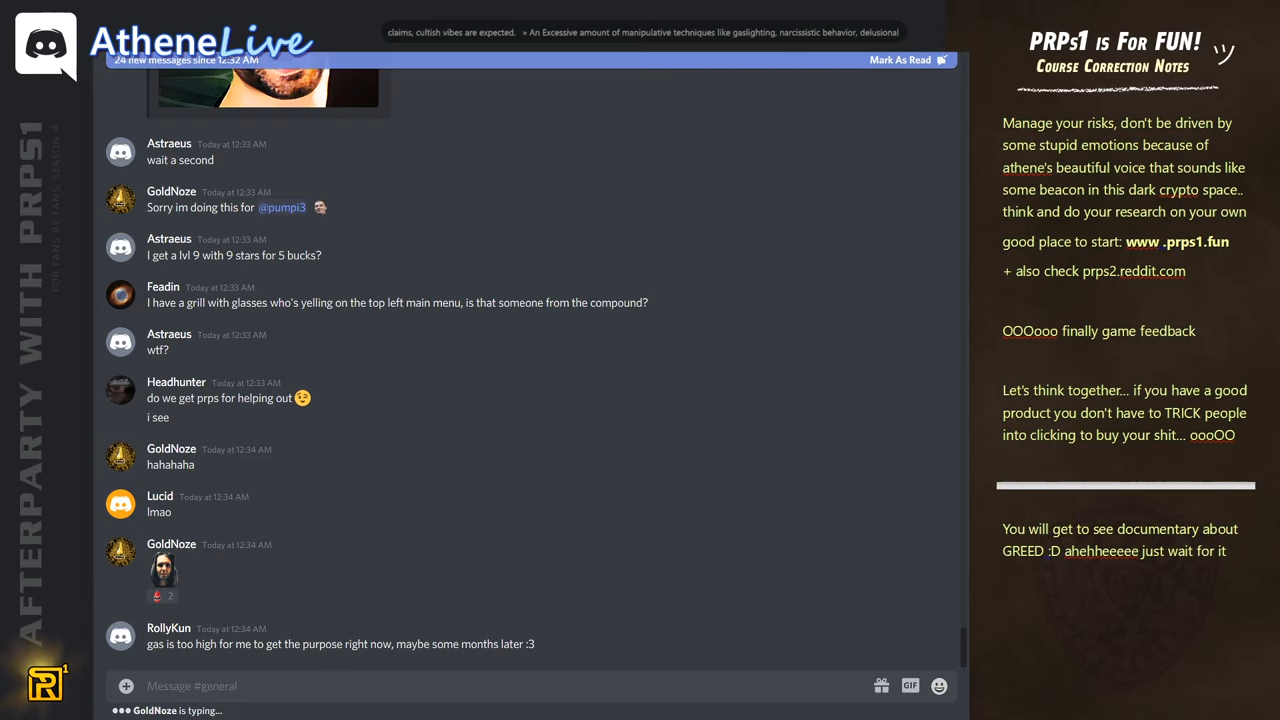 AtheneLive
claims, cultish vibes are expected.   » An Excessive amount of manipulative techniques like gaslighting, narcissistic behavior, delusional
24 new messages since 12:32 AM
Mark As Read
Astraeus Today at 12:33 AM
wait a second
GoldNoze Today at 12:33 AM
Sorry im doing this for @pumpi3
Astraeus Today at 12:33 AM
I get a lvl 9 with 9 stars for 5 bucks?
Feadin Today at 12:33 AM
I have a grill with glasses who's yelling on the top left main menu, is that someone from the compound?
Astraeus Today at 12:33 AM
wtf?
Headhunter Today at 12:33 AM
do we get prps for helping out 😉
i see
GoldNoze Today at 12:34 AM
hahahaha
Lucid Today at 12:34 AM
lmao
GoldNoze Today at 12:34 AM
2
RollyKun Today at 12:34 AM
gas is too high for me to get the purpose right now, maybe some months later :3
Message #general
GIF
GoldNoze is typing...
AFTERPARTY WITH PRPS1
FOR FANS BY FANS, SEASON 4
R1
PRPs1 is For FUN!
Course Correction Notes
ツ
Manage your risks, don't be driven by
some stupid emotions because of
athene's beautiful voice that sounds like
some beacon in this dark crypto space..
think and do your research on your own
good place to start: www .prps1.fun
+ also check prps2.reddit.com
OOOooo finally game feedback
Let's think together... if you have a good
product you don't have to TRICK people
into clicking to buy your shit... oooOO
You will get to see documentary about
GREED :D ahehheeeee just wait for it